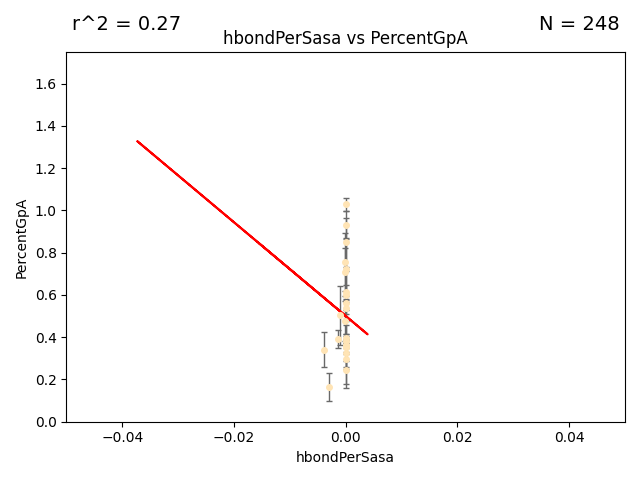 r^2 = 0.27
N = 248
hbondPerSasa vs PercentGpA
1.6
1.4
1.2
1.0
0.8
0.6
0.4
0.2
0.0
PercentGpA
−0.04
−0.02
0.00
0.02
0.04
hbondPerSasa